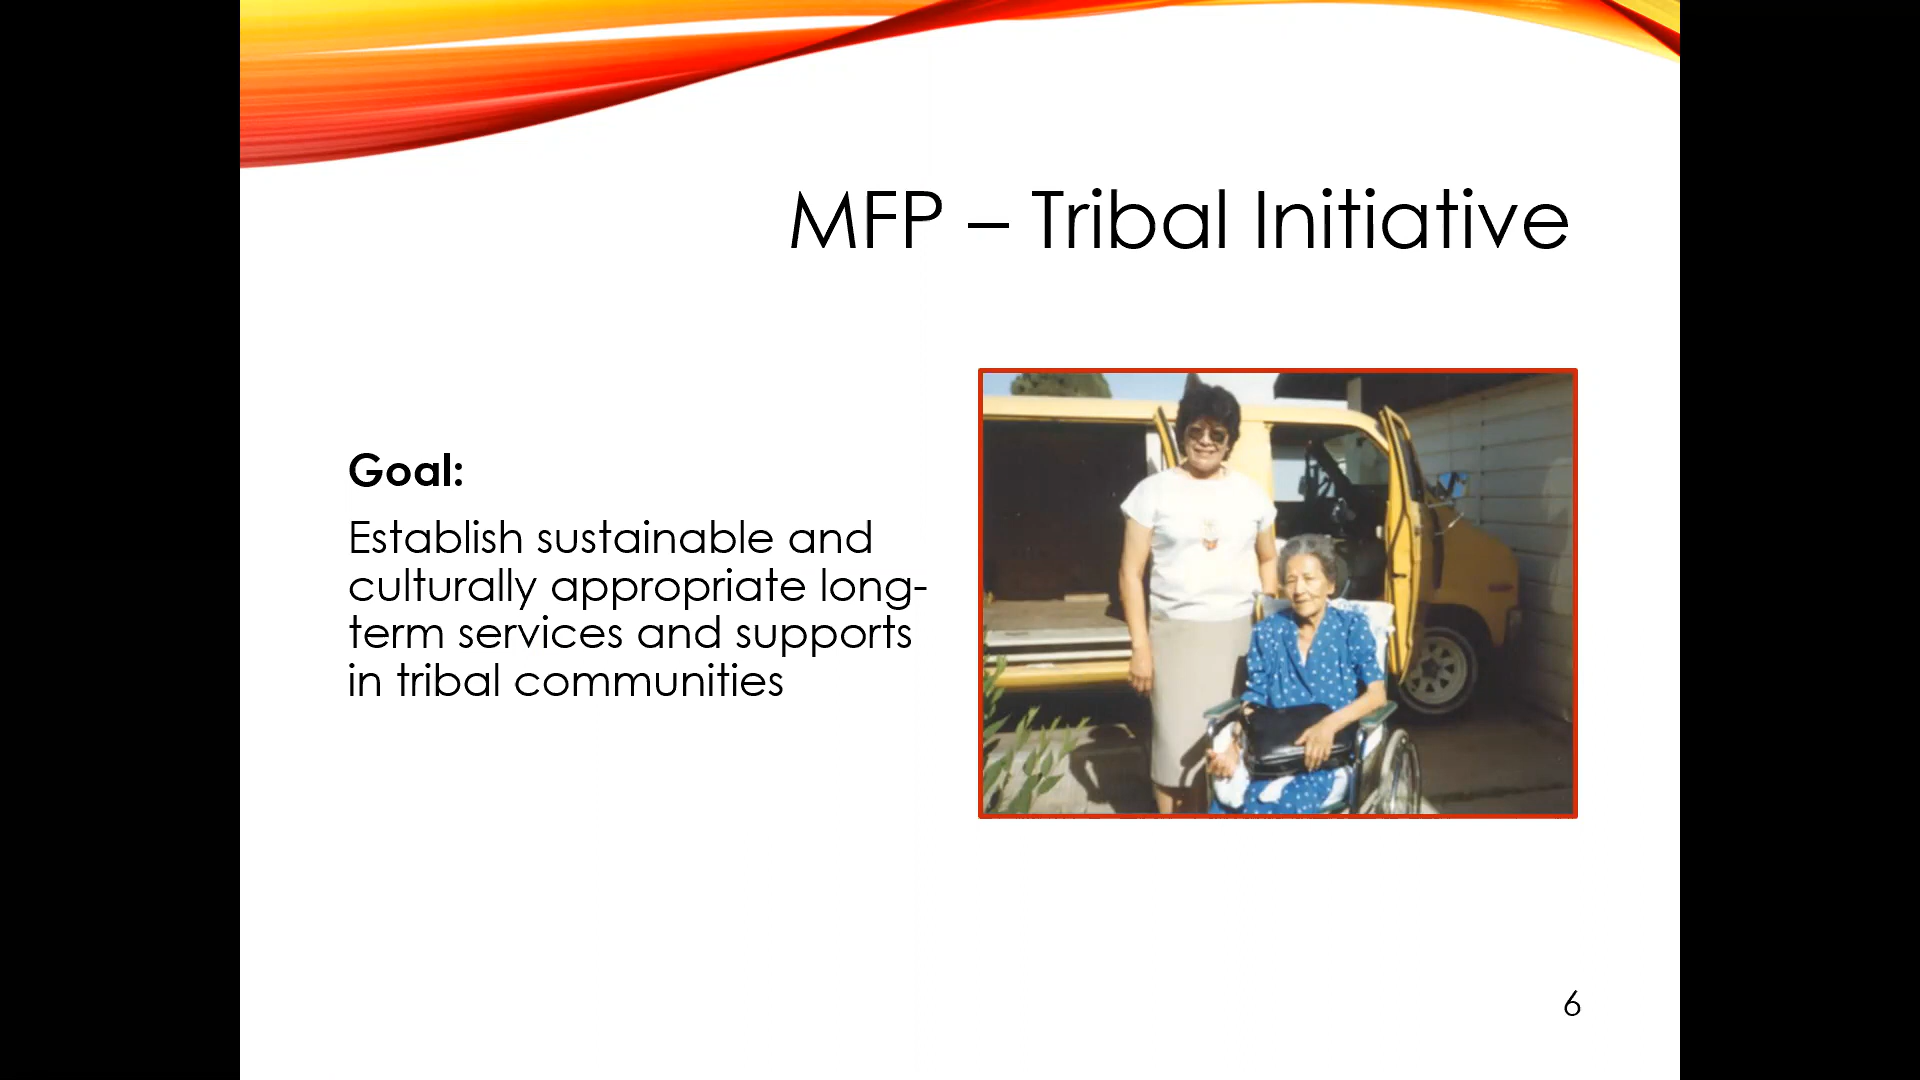 MFP – Tribal Initiative
Goal:
Establish sustainable and
culturally appropriate long-
term services and supports
in tribal communities
6